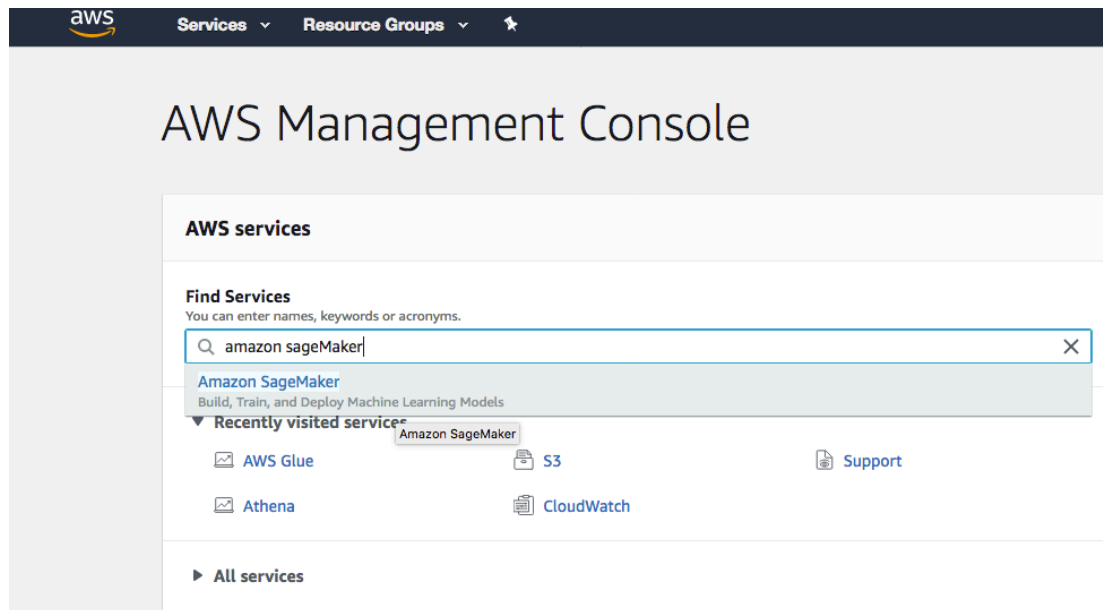 aws Services Resource Groups
AWS Management Console
AWS services
Find Services
You can enter names, keywords or acronyms.
amazon sageMaker
Amazon SageMaker
Build, Train, and Deploy Machine Learning Models
Recently visited services
Amazon SageMaker
AWS Glue S3 Support
Athena CloudWatch
All services